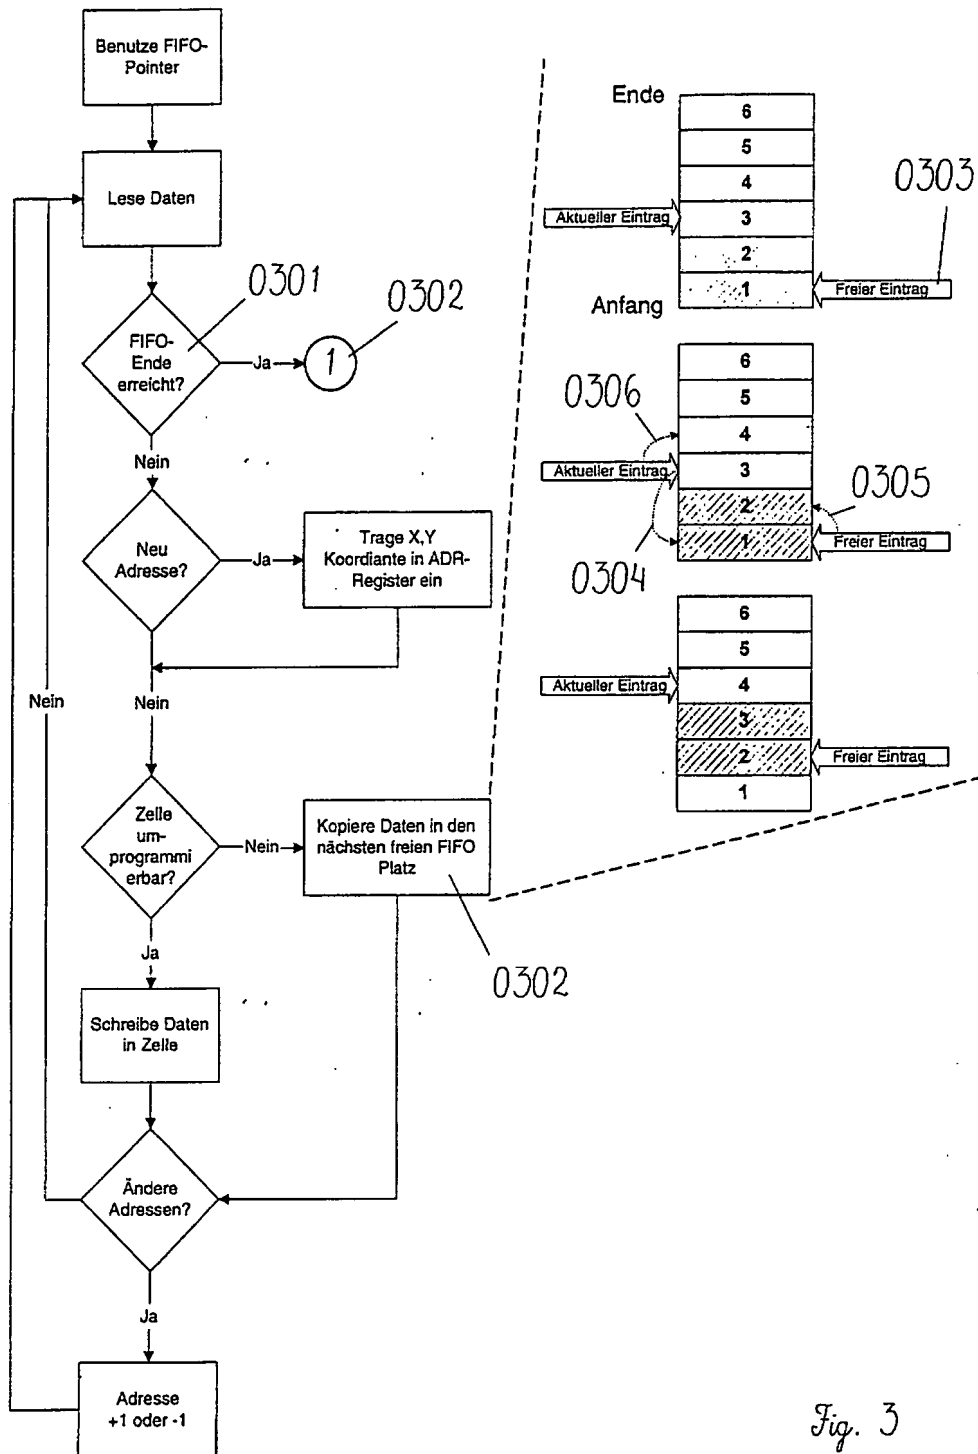 Benutze FIFO-
Pointer
Lese Daten
0301
FIFO-
Ende
erreicht?
Ja
1
0302
Nein
Neu
Adresse?
Ja
Trage X,Y
Koordiante in ADR-
Register ein
Nein
Nein
Zelle
um-
programmi
erbar?
Nein
Kopiere Daten in den
nächsten freien FIFO
Platz
0302
Ja
Schreibe Daten
in Zelle
Ändere
Adressen?
Ja
Adresse
+1 oder -1
Ende
6
5
4
Aktueller Eintrag
3
2
1
Freier Eintrag
0303
Anfang
6
5
0306
4
Aktueller Eintrag
3
2
0305
1
Freier Eintrag
0304
6
5
Aktueller Eintrag
4
3
2
Freier Eintrag
1
Fig. 3